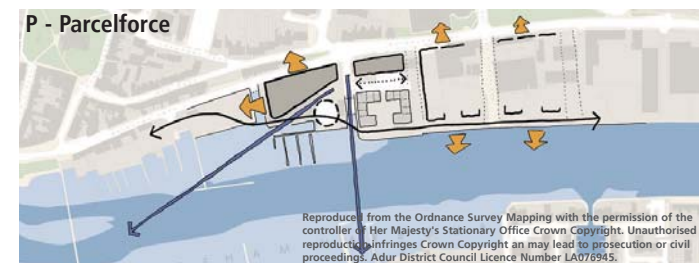 P - Parcelforce
Reproduced from the Ordnance Survey Mapping with the permission of the
controller of Her Majesty's Stationary Office Crown Copyright. Unauthorised
reproduction infringes Crown Copyright an may lead to prosecution or civil
proceedings. Adur District Council Licence Number LA076945.